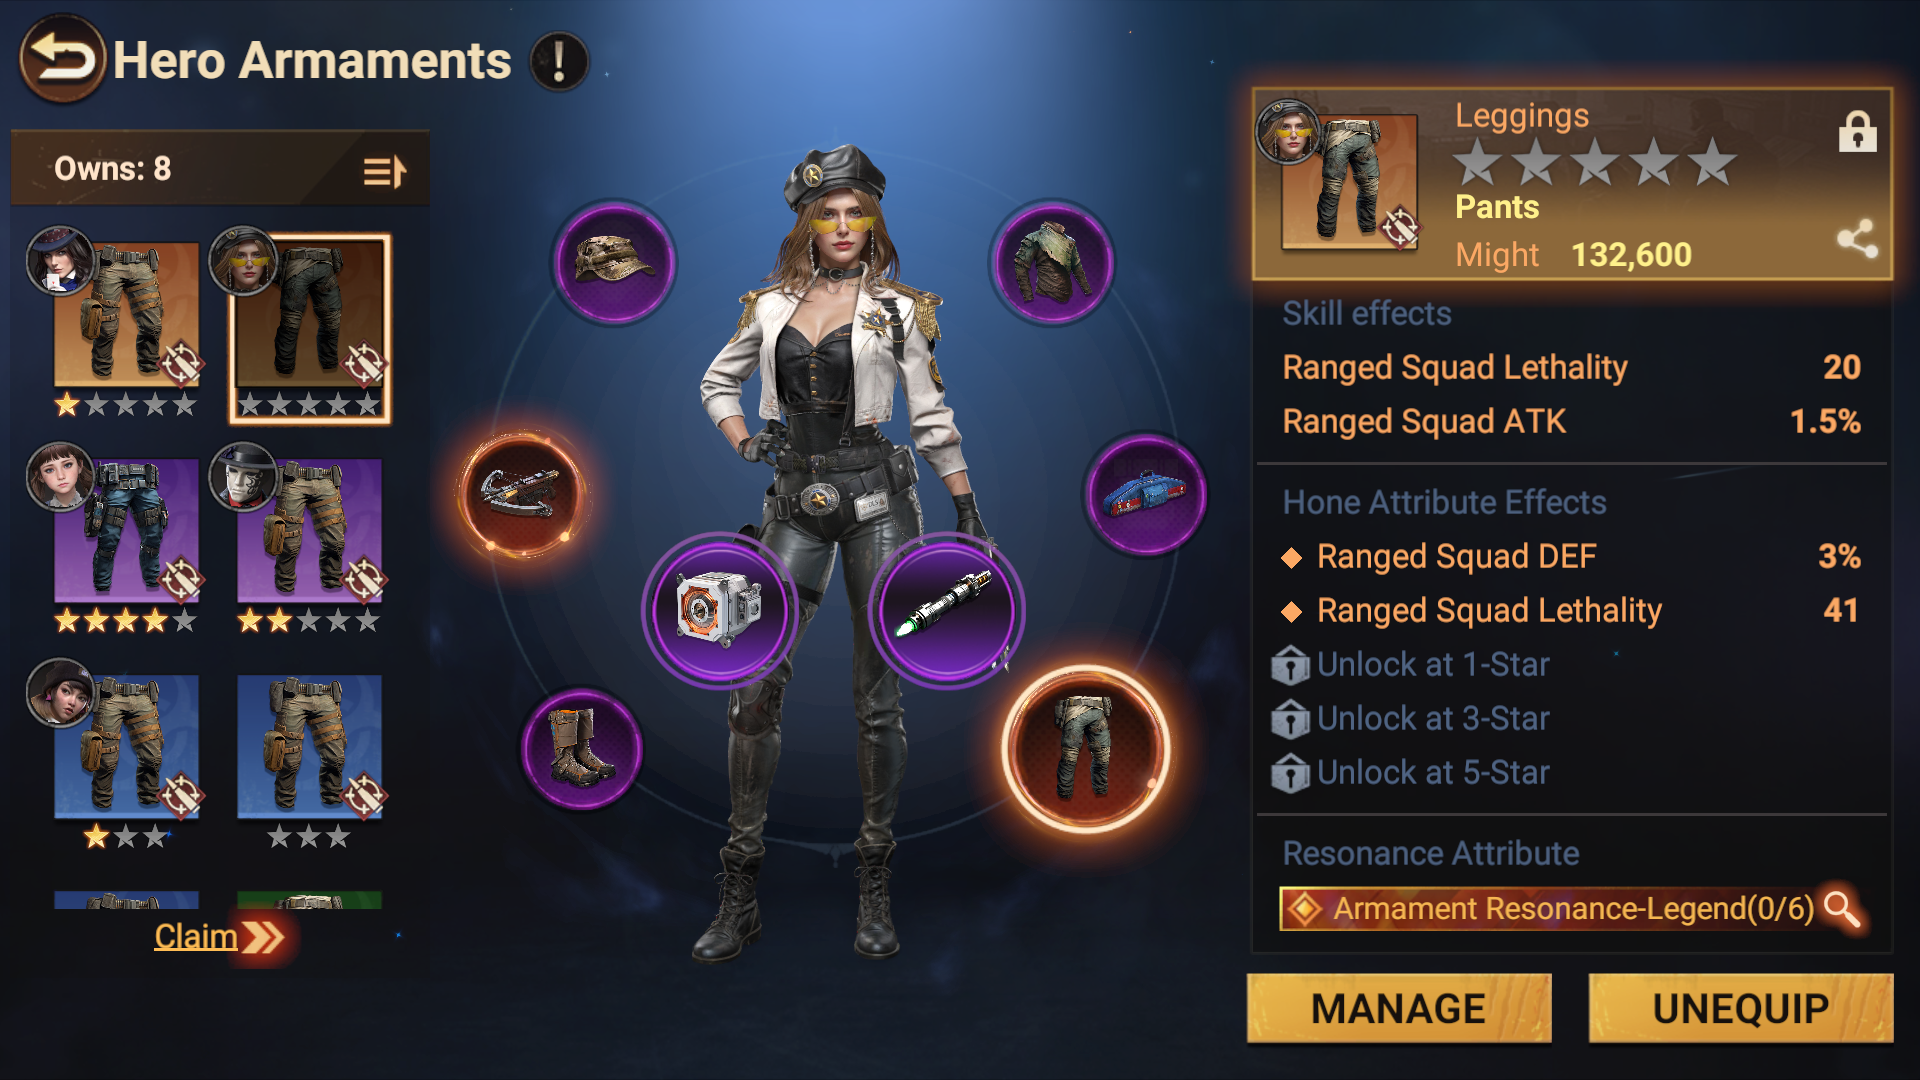 Hero Armaments !
Owns: 8
Claim
Leggings
Pants
Might 132,600
Skill effects
Ranged Squad Lethality 20
Ranged Squad ATK 1.5%
Hone Attribute Effects
Ranged Squad DEF 3%
Ranged Squad Lethality 41
Unlock at 1-Star
Unlock at 3-Star
Unlock at 5-Star
Resonance Attribute
Armament Resonance-Legend(0/6)
MANAGE
UNEQUIP